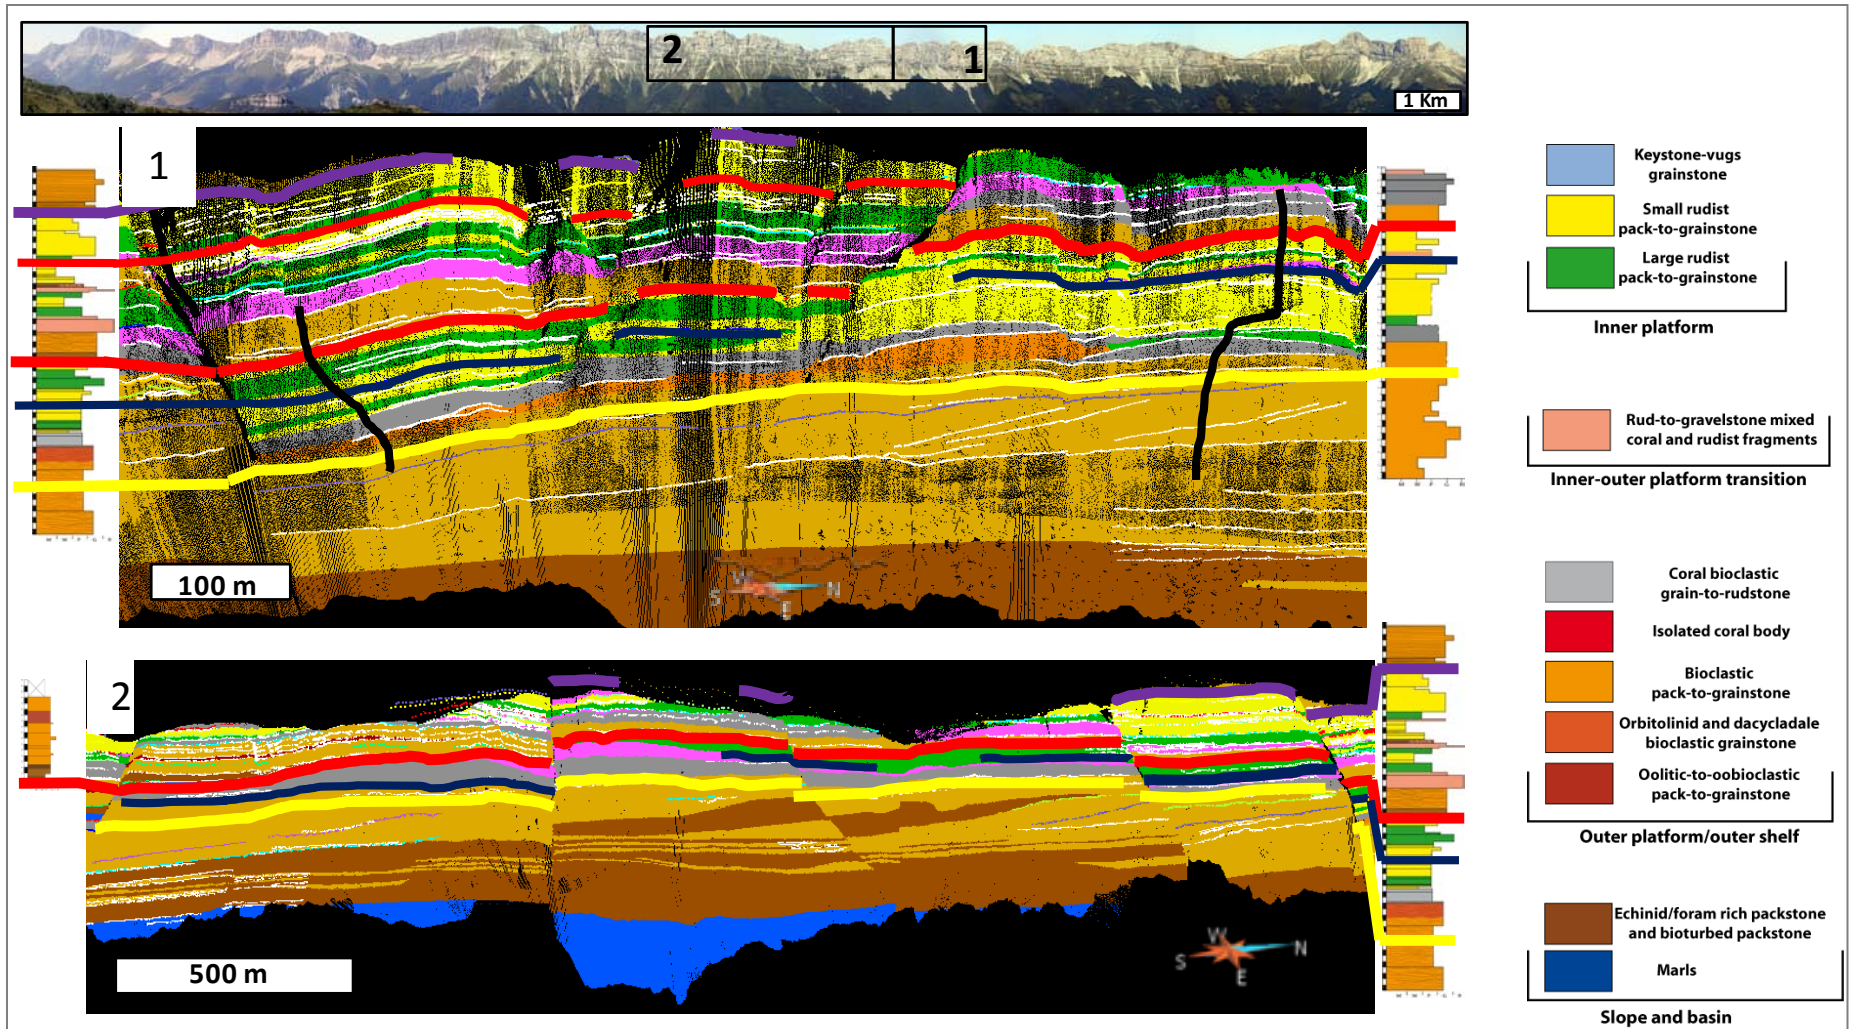 2
1
1 Km
1
100 m
W
S
N
E
2
500 m
W
S
N
E
Keystone-vugs
grainstone
Small rudist
pack-to-grainstone
Large rudist
pack-to-grainstone
Inner platform
Rud-to-gravelstone mixed
coral and rudist fragments
Inner-outer platform transition
Coral bioclastic
grain-to-rudstone
Isolated coral body
Bioclastic
pack-to-grainstone
Orbitolinid and dacycladale
bioclastic grainstone
Oolitic-to-oobioclastic
pack-to-grainstone
Outer platform/outer shelf
Echinid/foram rich packstone
and bioturbed packstone
Marls
Slope and basin